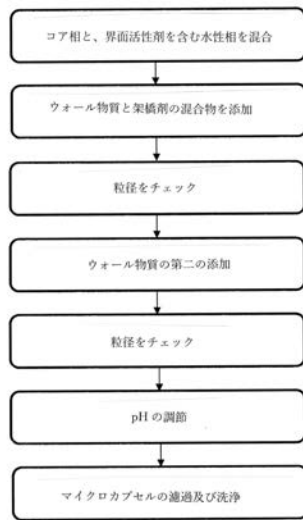 コア相と、界面活性剤を含む水性相を混合
ウォール物質と架橋剤の混合物を添加
粒径をチェック
ウォール物質の第二の添加
粒径をチェック
pH の調節
マイクロカプセルの濾過及び洗浄